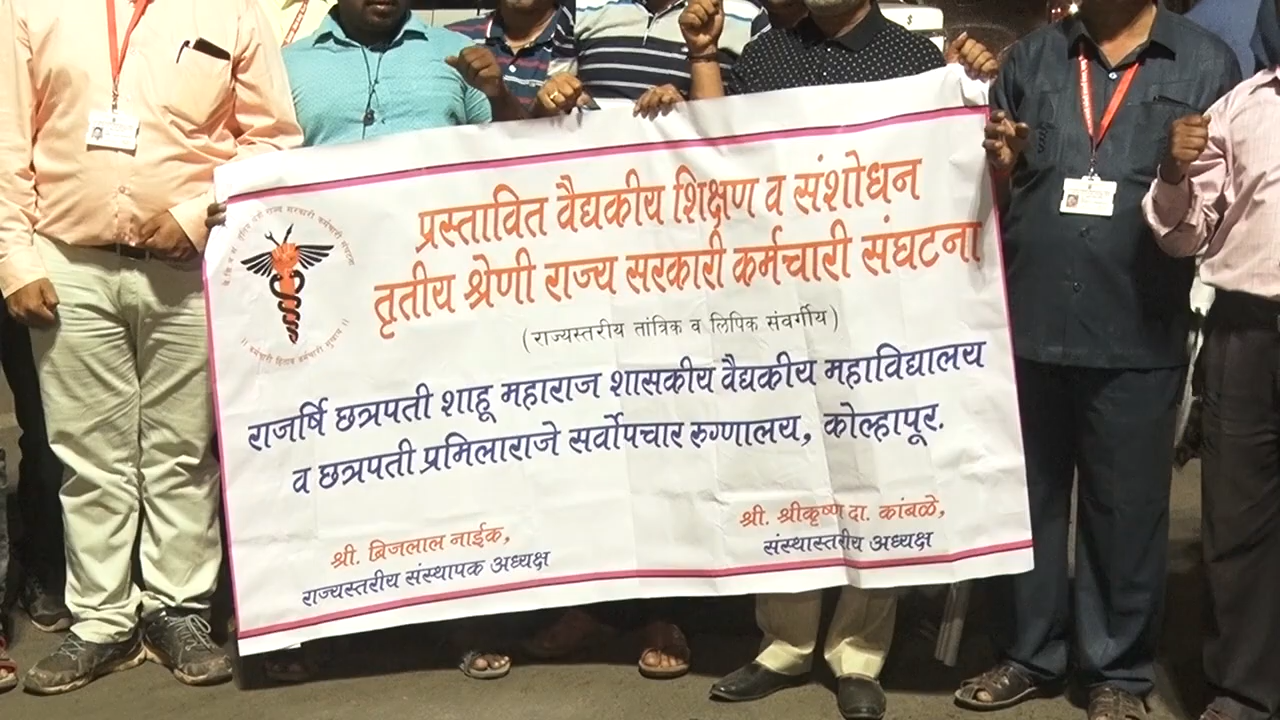 प्रस्तावित वैद्यकीय शिक्षण व संशोधन
तृतीय श्रेणी राज्य सरकारी कर्मचारी संघटना
(राज्यस्तरीय तांत्रिक व लिपिक संवर्गीय)
राजर्षि छत्रपती शाहू महाराज शासकीय वैद्यकीय महाविद्यालय
व छत्रपती प्रमिलाराजे सर्वोपचार रुग्णालय, कोल्हापूर.
श्री. ब्रिजलाल नाईक,
राज्यस्तरीय संस्थापक अध्यक्ष
श्री. श्रीकृष्ण दा. कांबळे,
संस्थास्तरीय अध्यक्ष